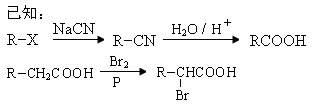 已知:
R-X NaCN R-CN H₂O / H⁺ RCOOH
R-CH₂COOH Br₂ P R-CHCOOH
Br